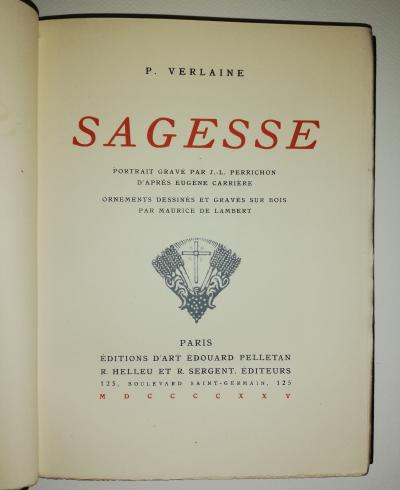 P. VERLAINE
SAGESSE
PORTRAIT GRAVÉ PAR J.-L. PERRICHON
D'APRÈS EUGÈNE CARRIÈRE
ORNEMENTS DESSINÉS ET GRAVÉS SUR BOIS
PAR MAURICE DE LAMBERT
PARIS
ÉDITIONS D'ART ÉDOUARD PELLETAN
R. HELLEU ET R. SERGENT, ÉDITEURS
125, BOULEVARD SAINT-GERMAIN, 125
M D C C C C X X V